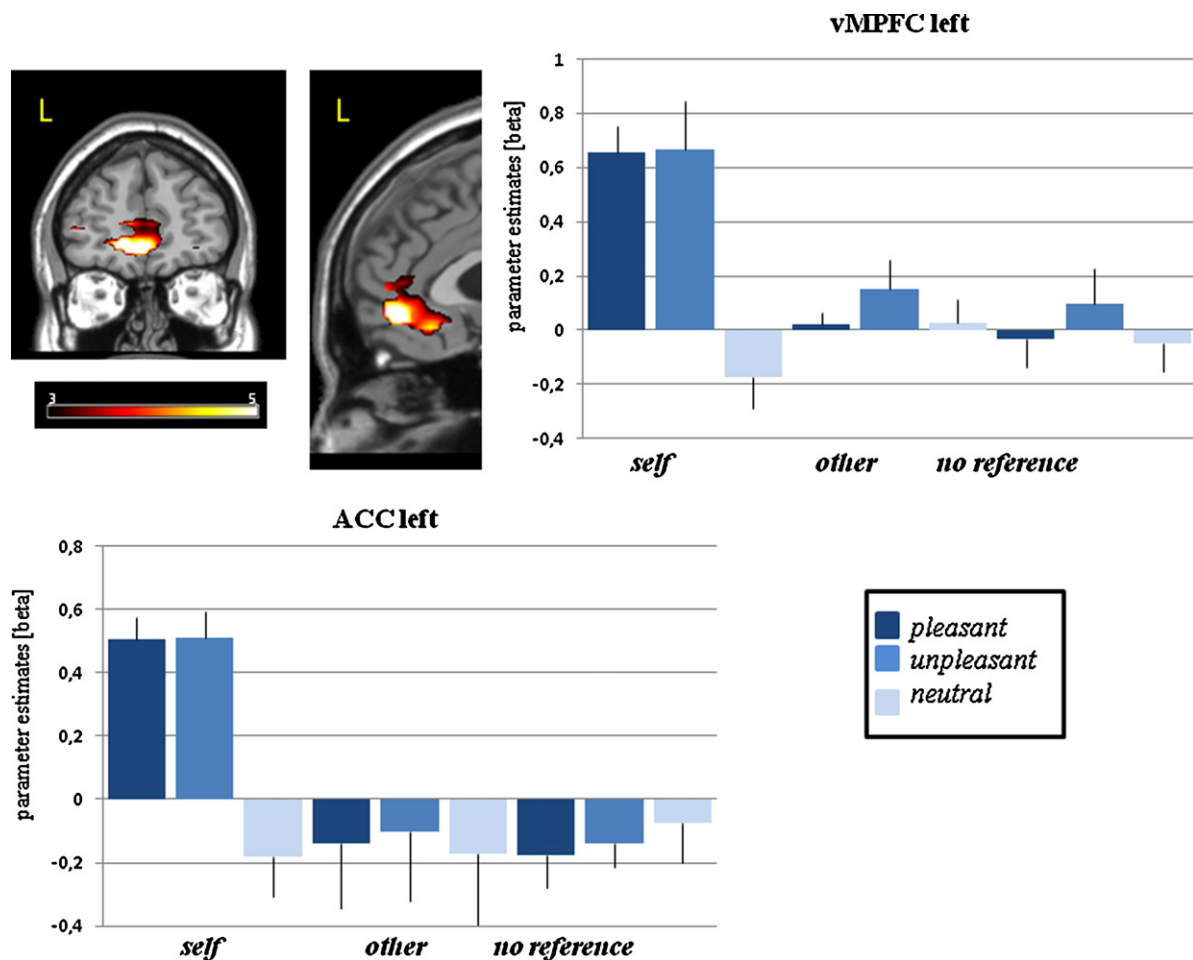 vMPFC left
L
L
3 5
parameter estimates [beta]
1
0,8
0,6
0,4
0,2
0
-0,2
-0,4
self other no reference
ACC left
parameter estimates [beta]
0,8
0,6
0,4
0,2
0
-0,2
-0,4
self other no reference
pleasant
unpleasant
neutral